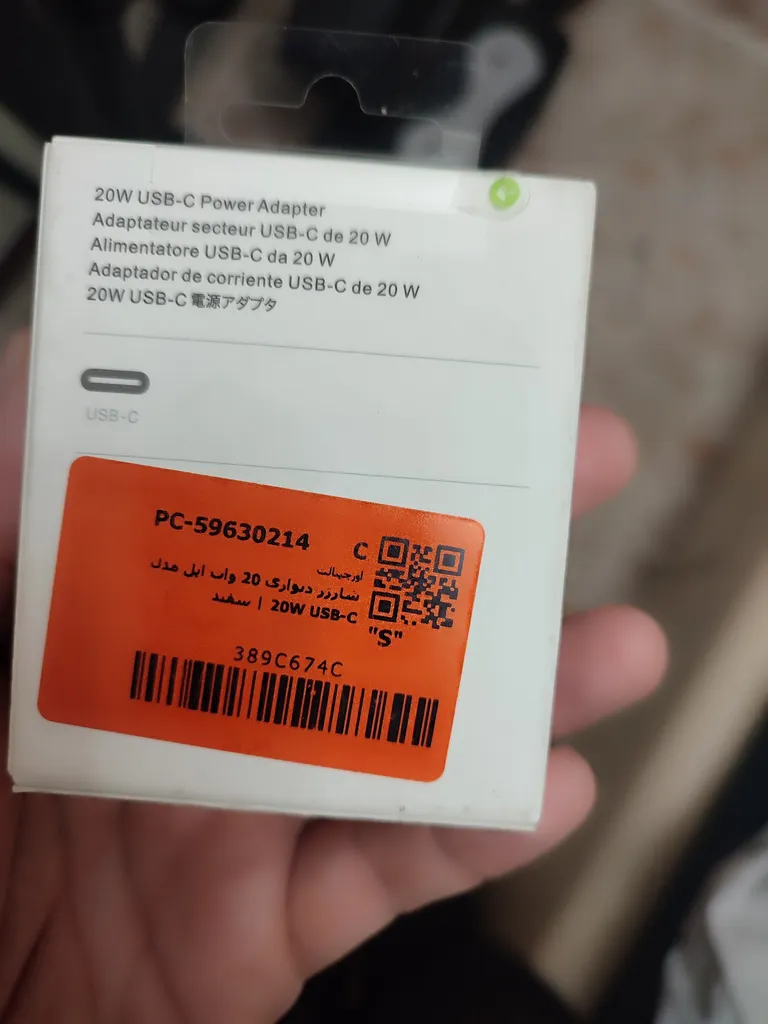 20W USB-C Power Adapter
Adaptateur secteur USB-C de 20 W
Alimentatore USB-C da 20 W
Adaptador de corriente USB-C de 20 W
20W USB-C 電源アダプタ
USB-C
PC-59630214
C
اورجینالت
شارژر دیواری 20 وات اپل مدل
20W USB-C | سفید
"S"
389C674C